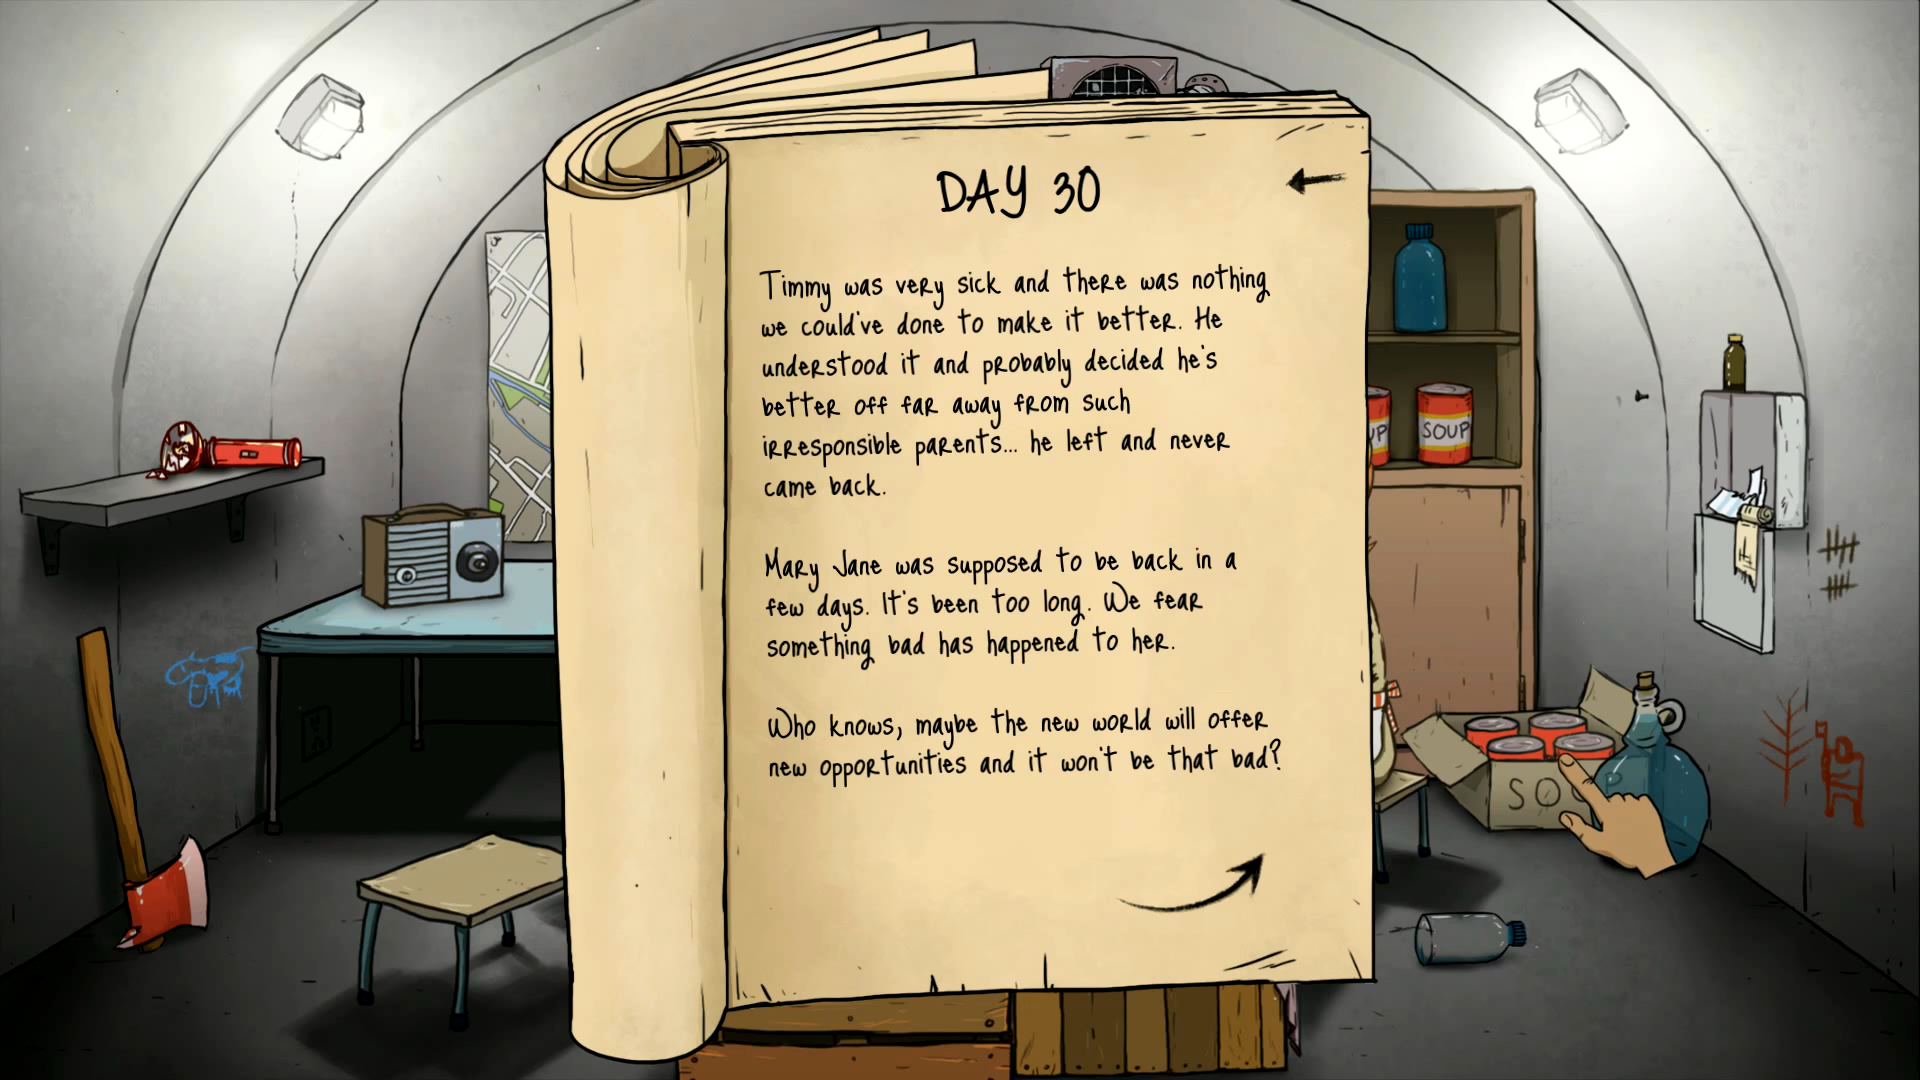 DAY 30
Timmy was very sick and there was nothing
we could've done to make it better. He
understood it and probably decided he's
better off far away from such
irresponsible parents... he left and never
came back.
Mary Jane was supposed to be back in a
few days. It's been too long. We fear
something bad has happened to her.
Who knows, maybe the new world will offer
new opportunities and it won't be that bad?
UP
SOUP
SO